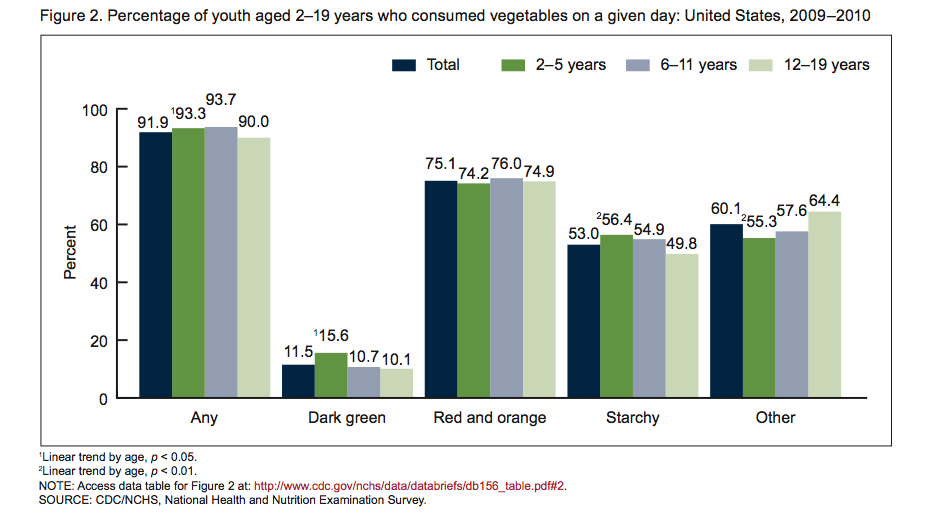 Figure 2. Percentage of youth aged 2–19 years who consumed vegetables on a given day: United States, 2009–2010
Total 2–5 years 6–11 years 12–19 years
Percent
100
80
60
40
20
0
91.9 ¹93.3 93.7 90.0
11.5 ¹15.6 10.7 10.1
75.1 74.2 76.0 74.9
53.0 ²56.4 54.9 49.8
60.1 ²55.3 57.6 64.4
Any Dark green Red and orange Starchy Other
¹Linear trend by age, p < 0.05.
²Linear trend by age, p < 0.01.
NOTE: Access data table for Figure 2 at: http://www.cdc.gov/nchs/data/databriefs/db156_table.pdf#2.
SOURCE: CDC/NCHS, National Health and Nutrition Examination Survey.